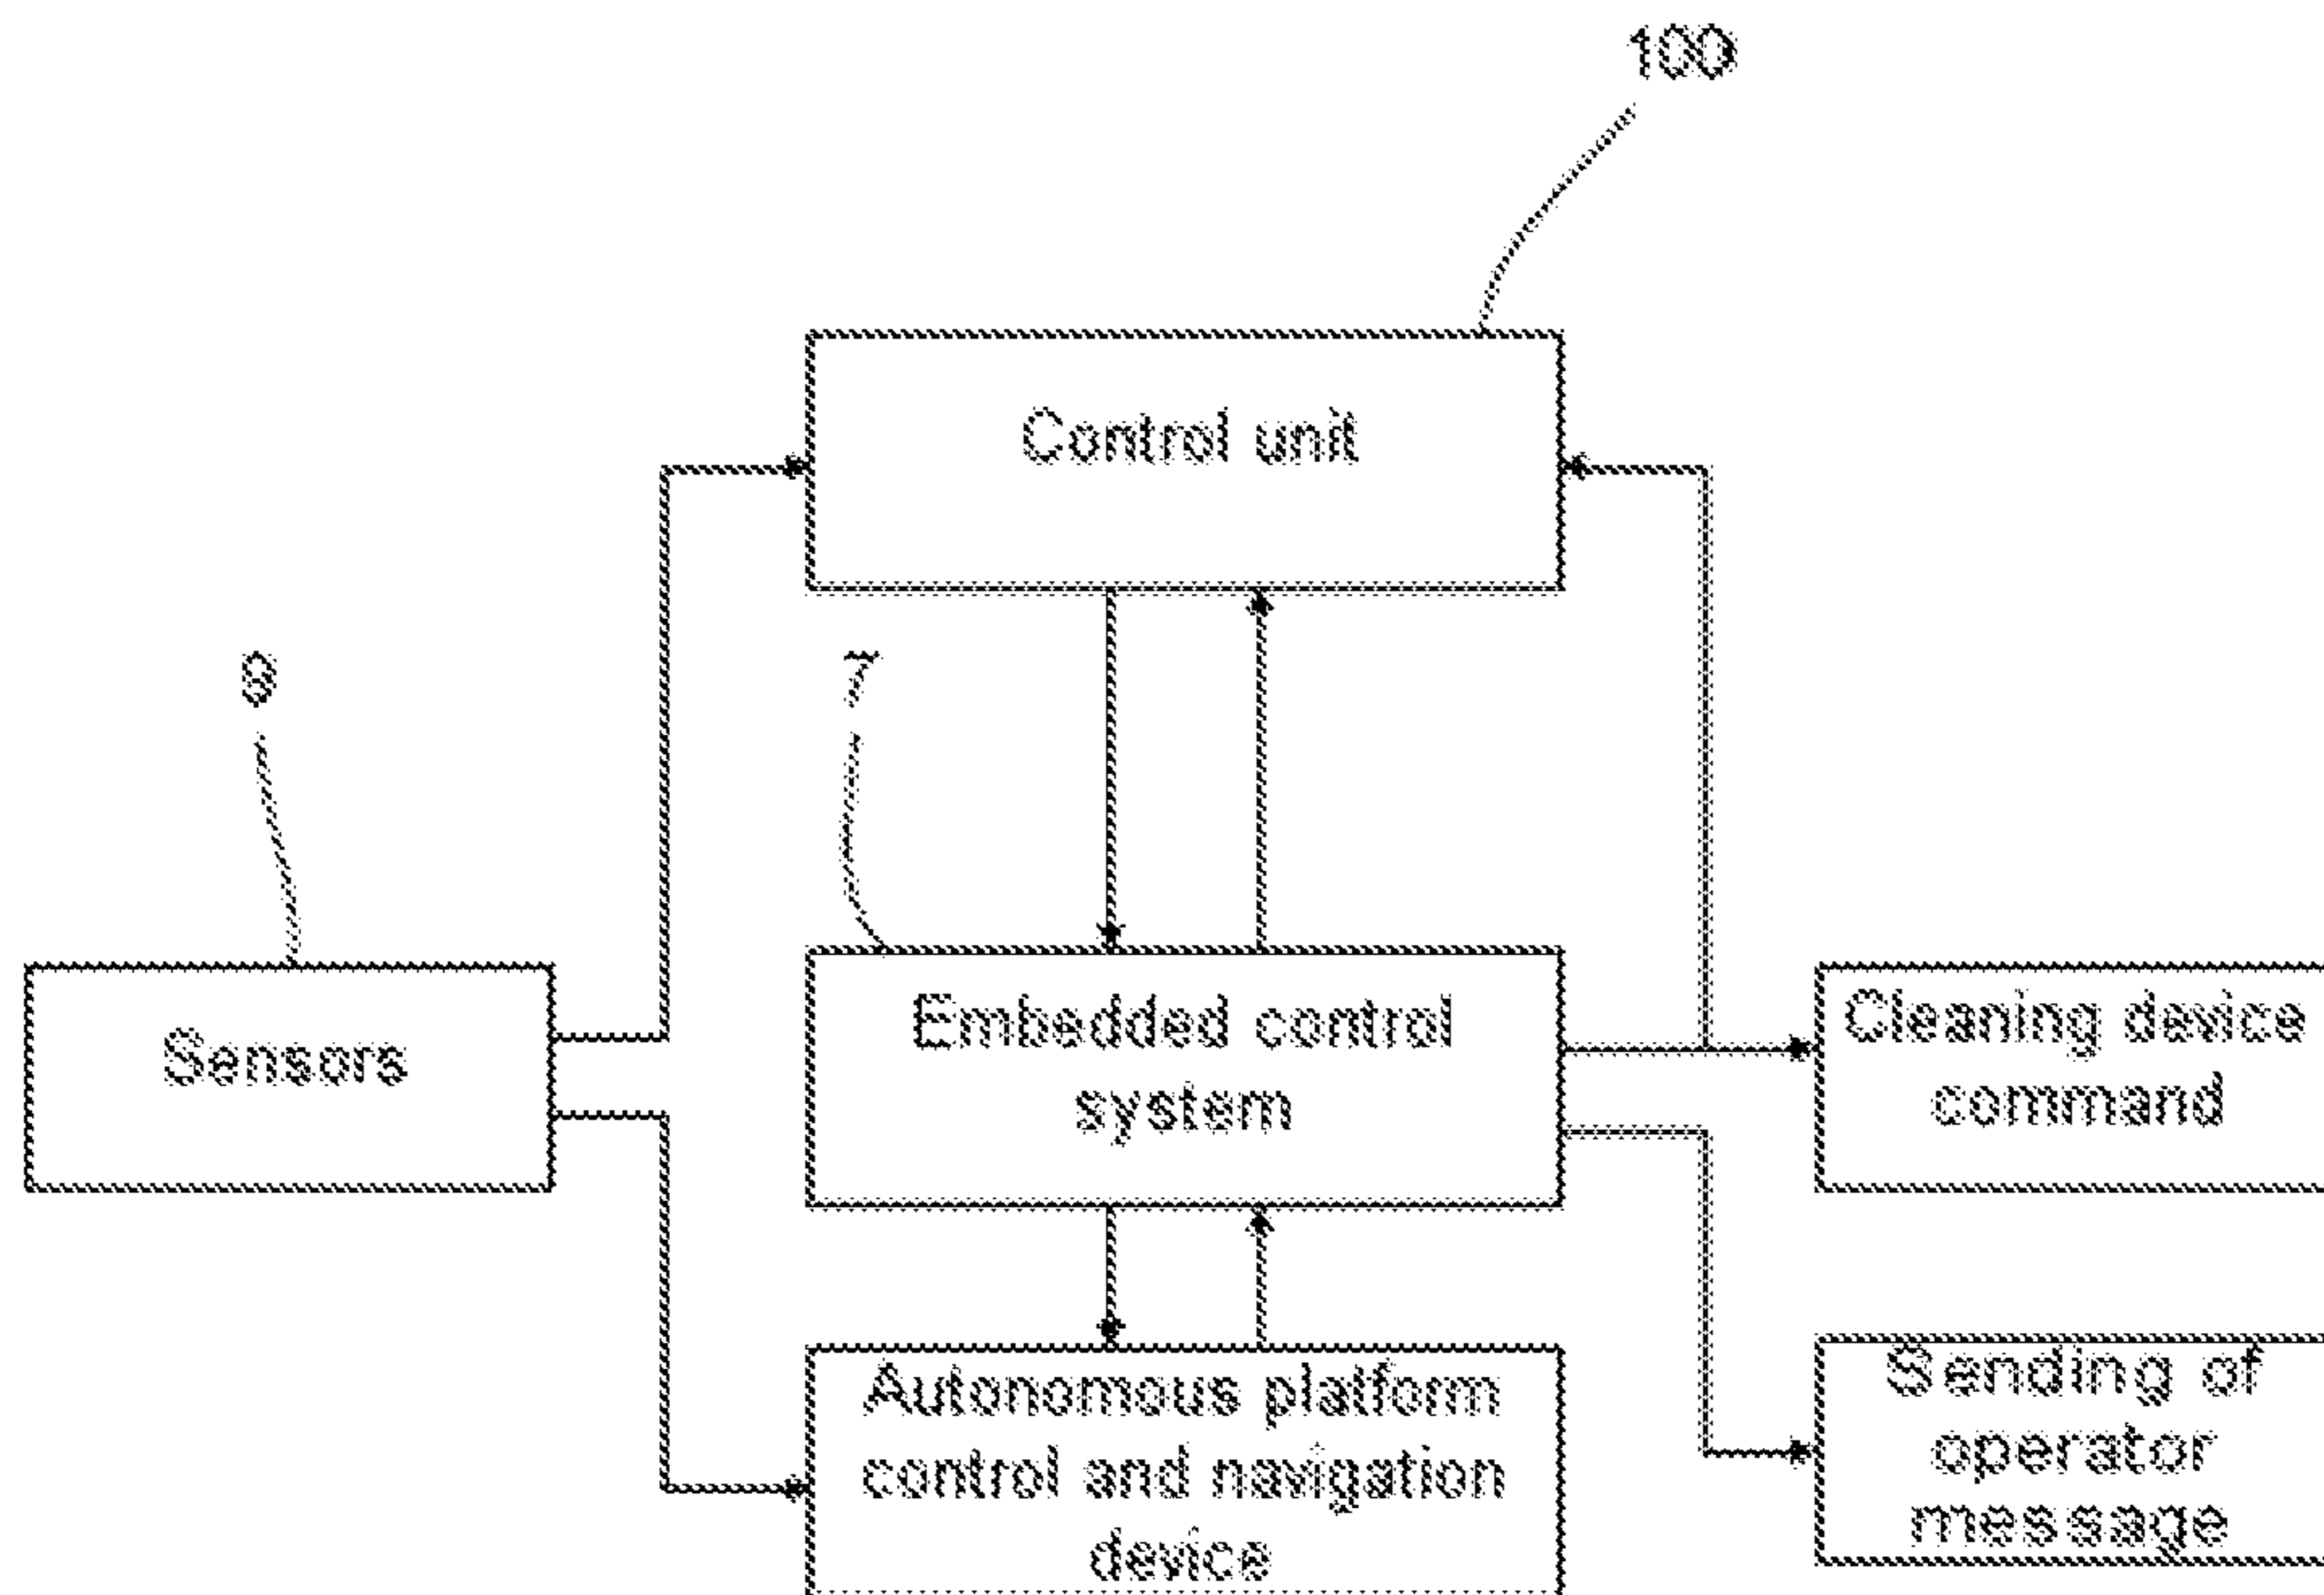 100
Control unit
7
Embedded control
system
Sensors
Cleaning device
command
Autonomous platform
control and navigation
device
Sending of
operator
message